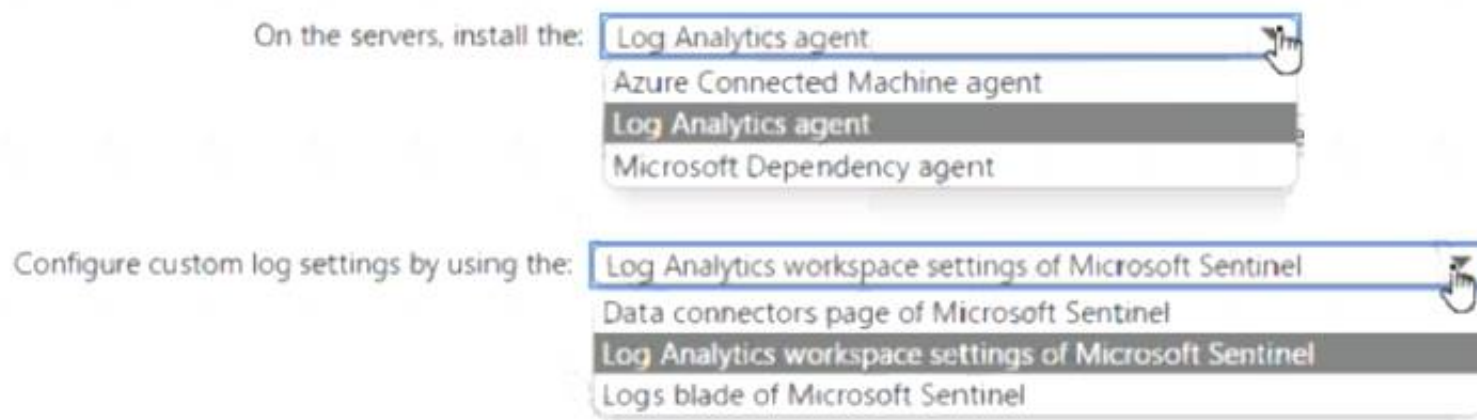 On the servers, install the: Log Analytics agent
Azure Connected Machine agent
Log Analytics agent
Microsoft Dependency agent
Configure custom log settings by using the: Log Analytics workspace settings of Microsoft Sentinel
Data connectors page of Microsoft Sentinel
Log Analytics workspace settings of Microsoft Sentinel
Logs blade of Microsoft Sentinel